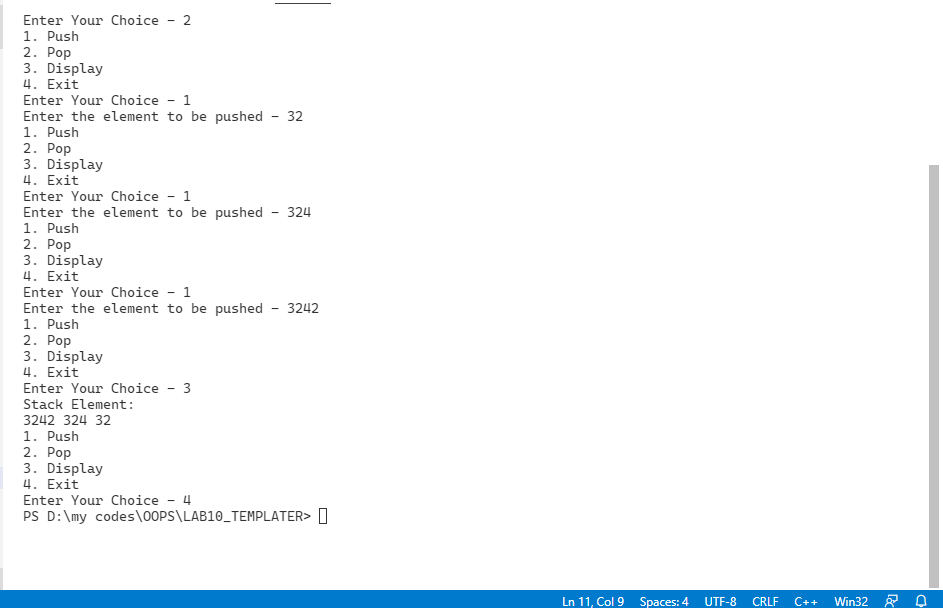 Enter Your Choice - 2
1. Push
2. Pop
3. Display
4. Exit
Enter Your Choice - 1
Enter the element to be pushed - 32
1. Push
2. Pop
3. Display
4. Exit
Enter Your Choice - 1
Enter the element to be pushed - 324
1. Push
2. Pop
3. Display
4. Exit
Enter Your Choice - 1
Enter the element to be pushed - 3242
1. Push
2. Pop
3. Display
4. Exit
Enter Your Choice - 3
Stack Element:
3242 324 32
1. Push
2. Pop
3. Display
4. Exit
Enter Your Choice - 4
PS D:\my codes\OOPS\LAB10_TEMPLATER>
Ln 11, Col 9 Spaces: 4 UTF-8 CRLF C++ Win32